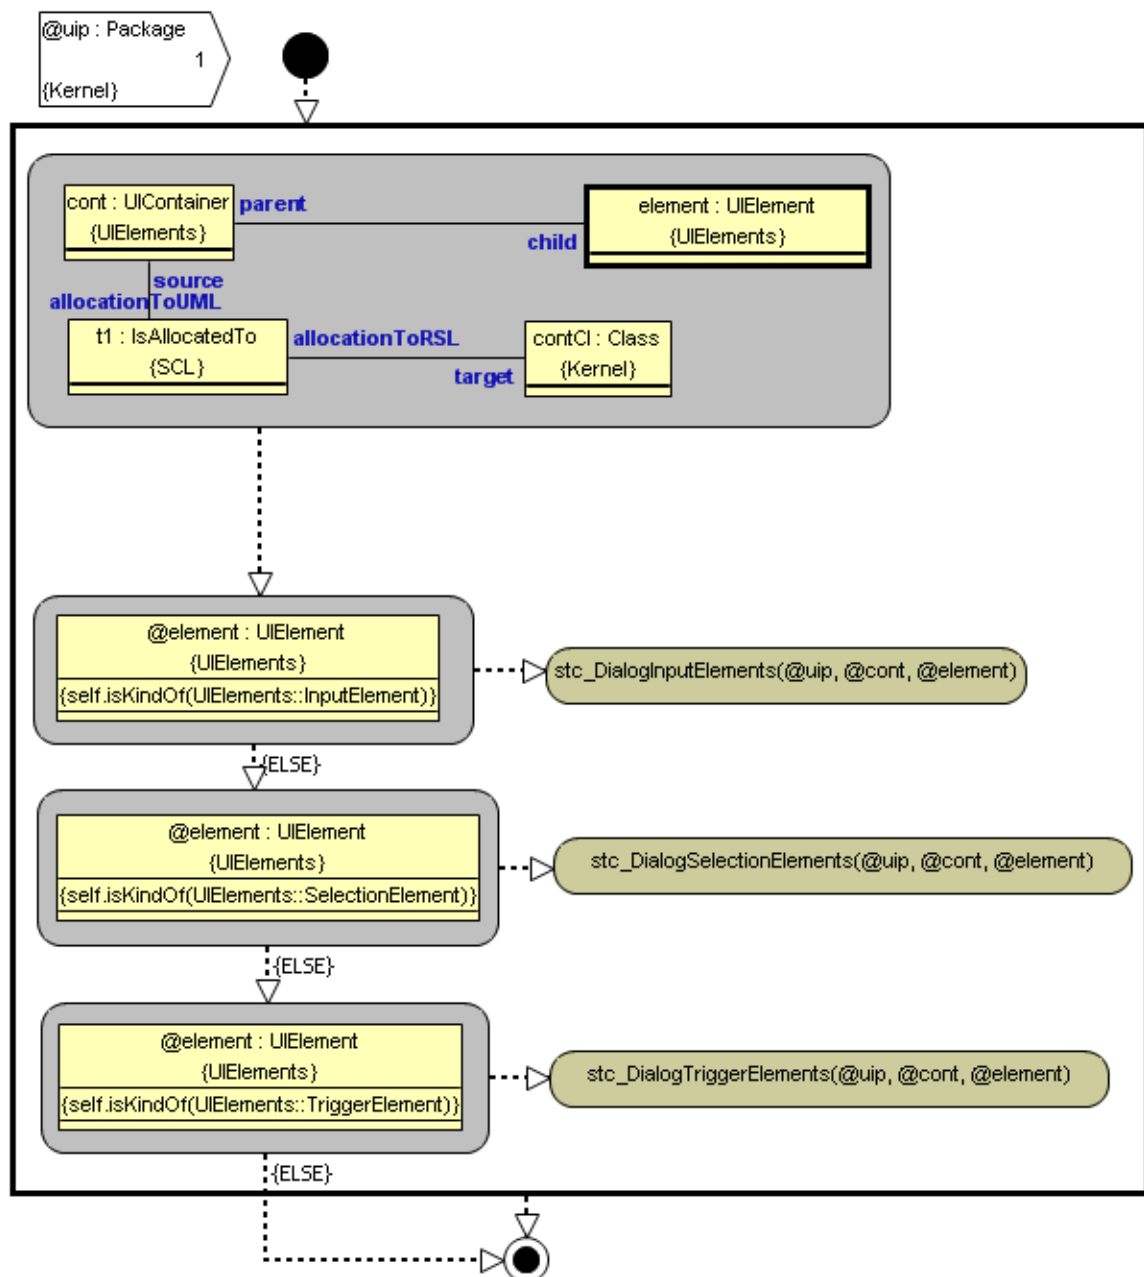 @uip : Package
1
{Kernel}
cont : UIContainer
{UIElements}
parent
child
element : UIElement
{UIElements}
source
allocationToUML
t1 : IsAllocatedTo
{SCL}
allocationToRSL
target
contCl : Class
{Kernel}
@element : UIElement
{UIElements}
{self.isKindOf(UIElements::InputElement)}
stc_DialogInputElements(@uip, @cont, @element)
{ELSE}
@element : UIElement
{UIElements}
{self.isKindOf(UIElements::SelectionElement)}
stc_DialogSelectionElements(@uip, @cont, @element)
{ELSE}
@element : UIElement
{UIElements}
{self.isKindOf(UIElements::TriggerElement)}
stc_DialogTriggerElements(@uip, @cont, @element)
{ELSE}